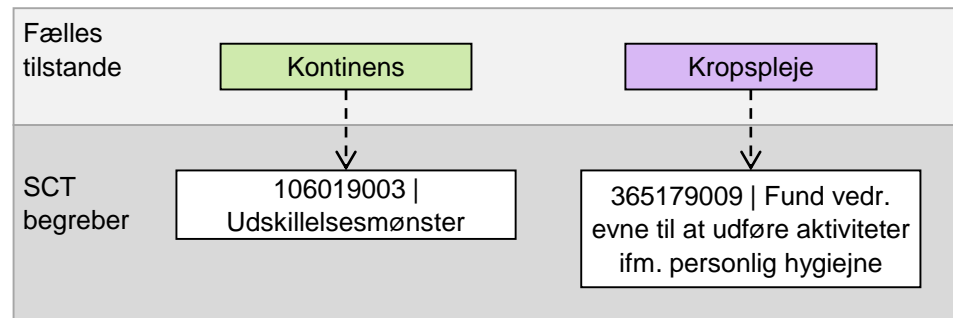 Fælles
tilstande
Kontinens
Kropspleje
SCT
begreber
106019003 |
Udskillelsesmønster
365179009 | Fund vedr.
evne til at udføre aktiviteter
ifm. personlig hygiejne